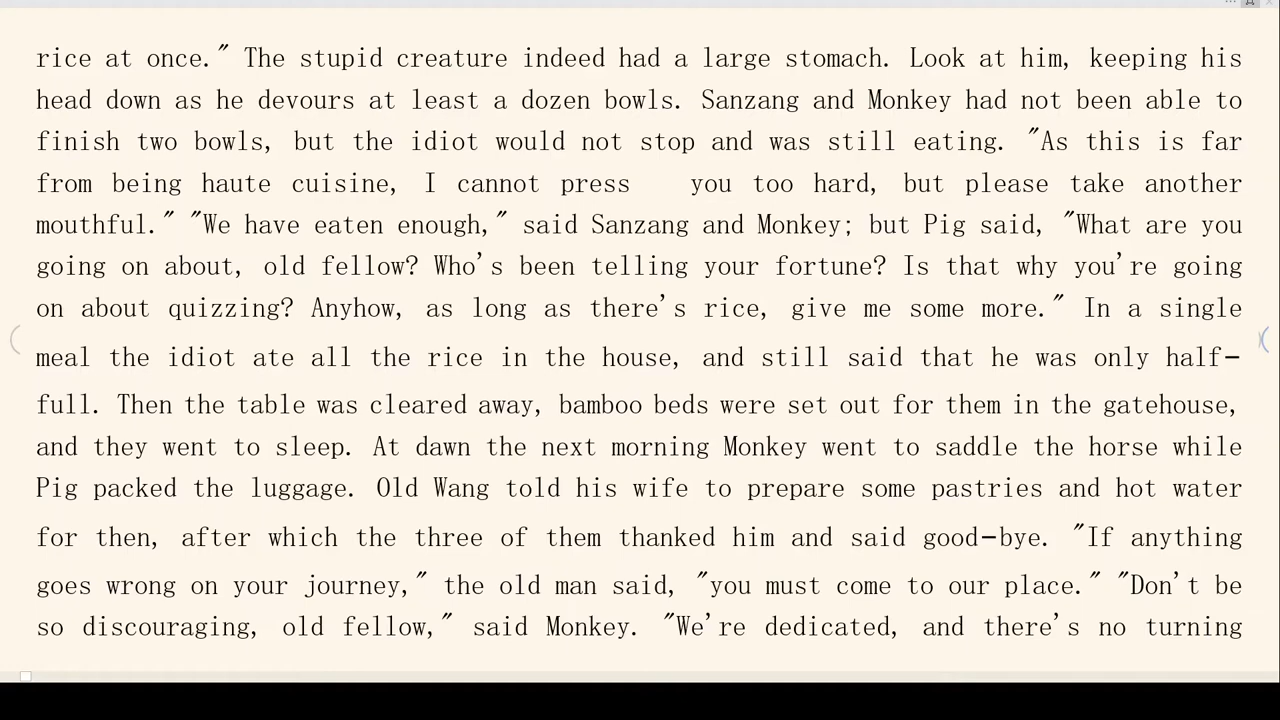 rice at once." The stupid creature indeed had a large stomach. Look at him, keeping his
head down as he devours at least a dozen bowls. Sanzang and Monkey had not been able to
finish two bowls, but the idiot would not stop and was still eating. "As this is far
from being haute cuisine, I cannot press you too hard, but please take another
mouthful." "We have eaten enough," said Sanzang and Monkey; but Pig said, "What are you
going on about, old fellow? Who's been telling your fortune? Is that why you're going
on about quizzing? Anyhow, as long as there's rice, give me some more." In a single
meal the idiot ate all the rice in the house, and still said that he was only half-
full. Then the table was cleared away, bamboo beds were set out for them in the gatehouse,
and they went to sleep. At dawn the next morning Monkey went to saddle the horse while
Pig packed the luggage. Old Wang told his wife to prepare some pastries and hot water
for then, after which the three of them thanked him and said good-bye. "If anything
goes wrong on your journey," the old man said, "you must come to our place." "Don't be
so discouraging, old fellow," said Monkey. "We're dedicated, and there's no turning